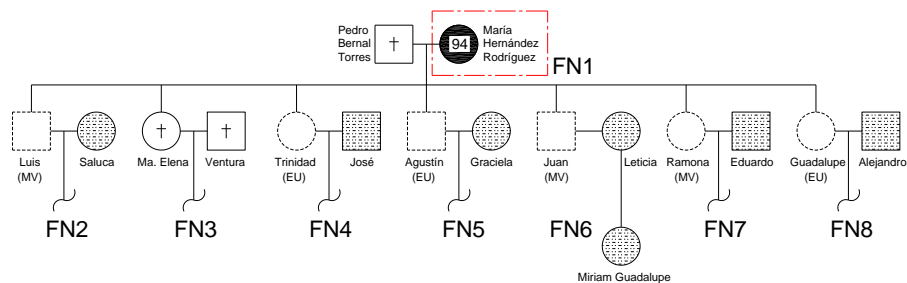 Pedro
Bernal
Torres
†
94
María
Hernández
Rodríguez
FN1
Luis
(MV)
Saluca
†
Ma. Elena
†
Ventura
Trinidad
(EU)
José
Agustín
(EU)
Graciela
Juan
(MV)
Leticia
Ramona
(MV)
Eduardo
Guadalupe
(EU)
Alejandro
FN2
FN3
FN4
FN5
FN6
FN7
FN8
Miriam Guadalupe